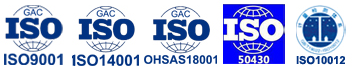 GAC
ISO
ISO9001
GAC
ISO
ISO14001
GAC
ISO
OHSAS18001
ISO
50430
ISO10012